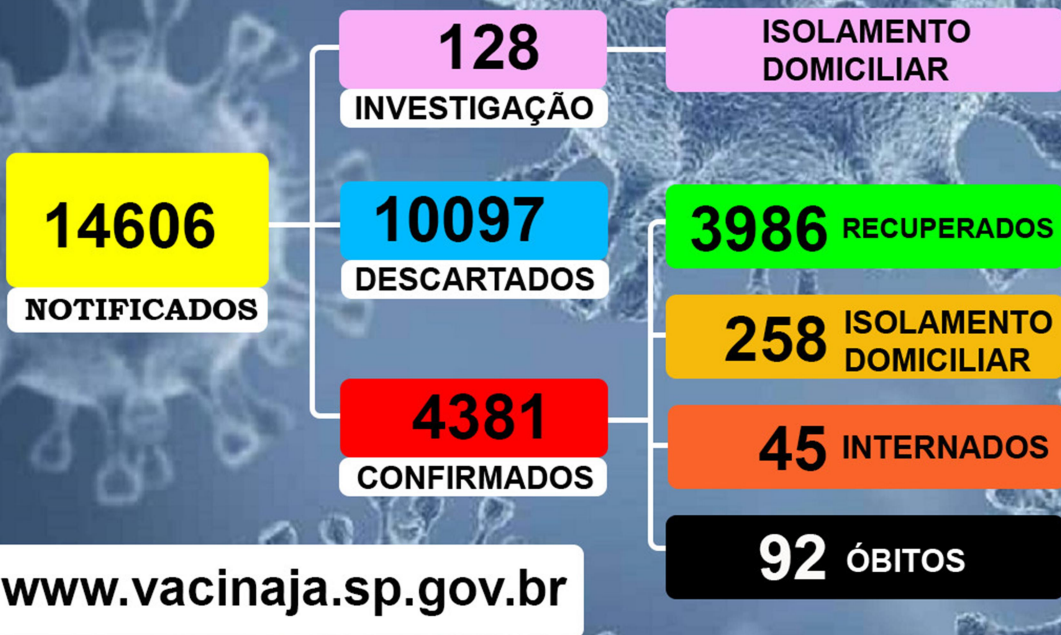 14606
NOTIFICADOS
128
INVESTIGAÇÃO
ISOLAMENTO
DOMICILIAR
10097
DESCARTADOS
4381
CONFIRMADOS
3986 RECUPERADOS
258 ISOLAMENTO
DOMICILIAR
45 INTERNADOS
92 ÓBITOS
www.vacinaja.sp.gov.br